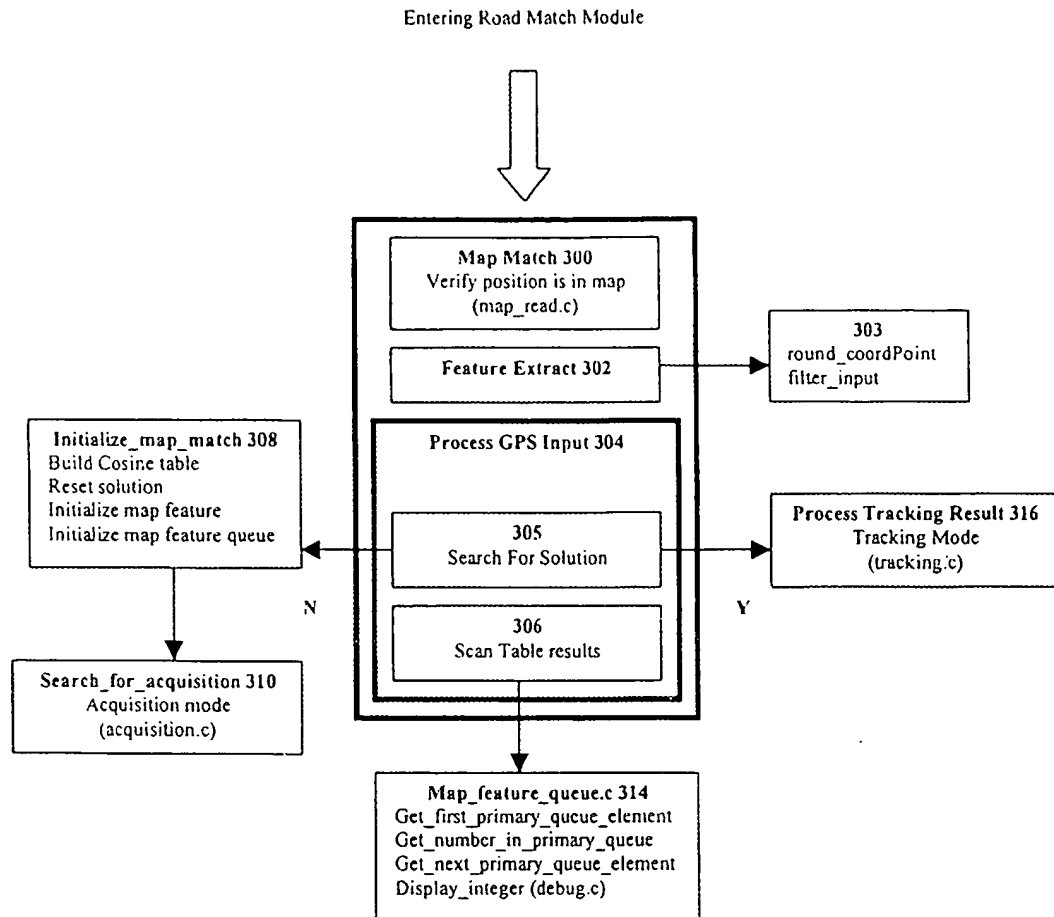 Entering Road Match Module
Map Match 300
Verify position is in map
(map_read.c)
Feature Extract 302
303
round_coordPoint
filter_input
Process GPS Input 304
Initialize_map_match 308
Build Cosine table
Reset solution
Initialize map feature
Initialize map feature queue
305
Search For Solution
Process Tracking Result 316
Tracking Mode
(tracking.c)
N
Y
306
Scan Table results
Search_for_acquisition 310
Acquisition mode
(acquisition.c)
Map_feature_queue.c 314
Get_first_primary_queue_element
Get_number_in_primary_queue
Get_next_primary_queue_element
Display_integer (debug.c)